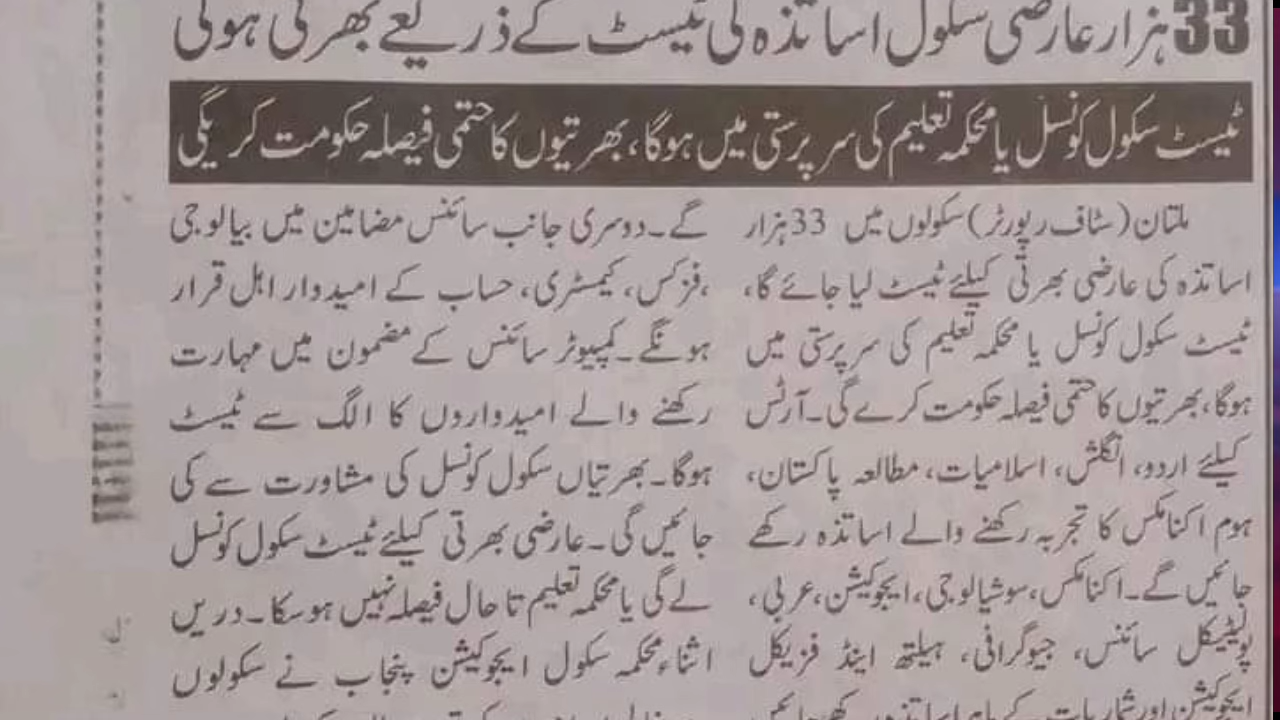 33 ہزار عارضی سکول اساتذہ کی ٹیسٹ کے ذریعے بھرتی ہوگی
ٹیسٹ سکول کونسل یا محکمہ تعلیم کی سرپرستی میں ہوگا، بھرتیوں کا حتمی فیصلہ حکومت کریگی
ملتان (سٹاف رپورٹر) سکولوں میں 33 ہزار
اساتذہ کی عارضی بھرتی کیلئے ٹیسٹ لیا جائے گا،
ٹیسٹ سکول کونسل یا محکمہ تعلیم کی سرپرستی میں
ہوگا، بھرتیوں کا حتمی فیصلہ حکومت کرے گی۔ آرٹس
کیلئے اردو، انگلش، اسلامیات، مطالعہ پاکستان،
ہوم اکنامکس کا تجربہ رکھنے والے اساتذہ رکھے
جائیں گے۔ اکنامکس، سوشیالوجی، ایجوکیشن، عربی،
پولیٹیکل سائنس، جیوگرافی، ہیلتھ اینڈ فزیکل
ایجوکیشن اور شماریات کے
گے۔ دوسری جانب سائنس مضامین میں بیالوجی
،فزکس، کیمسٹری، حساب کے امیدوار اہل قرار
ہونگے۔ کمپیوٹر سائنس کے مضمون میں مہارت
رکھنے والے امیدواروں کا الگ سے ٹیسٹ
ہوگا۔ بھرتیاں سکول کونسل کی مشاورت سے کی
جائیں گی۔ عارضی بھرتی کیلئے ٹیسٹ سکول کونسل
لے گی یا محکمہ تعلیم تاحال فیصلہ نہیں ہوسکا۔ دریں
اثناء محکمہ سکول ایجوکیشن پنجاب نے سکولوں